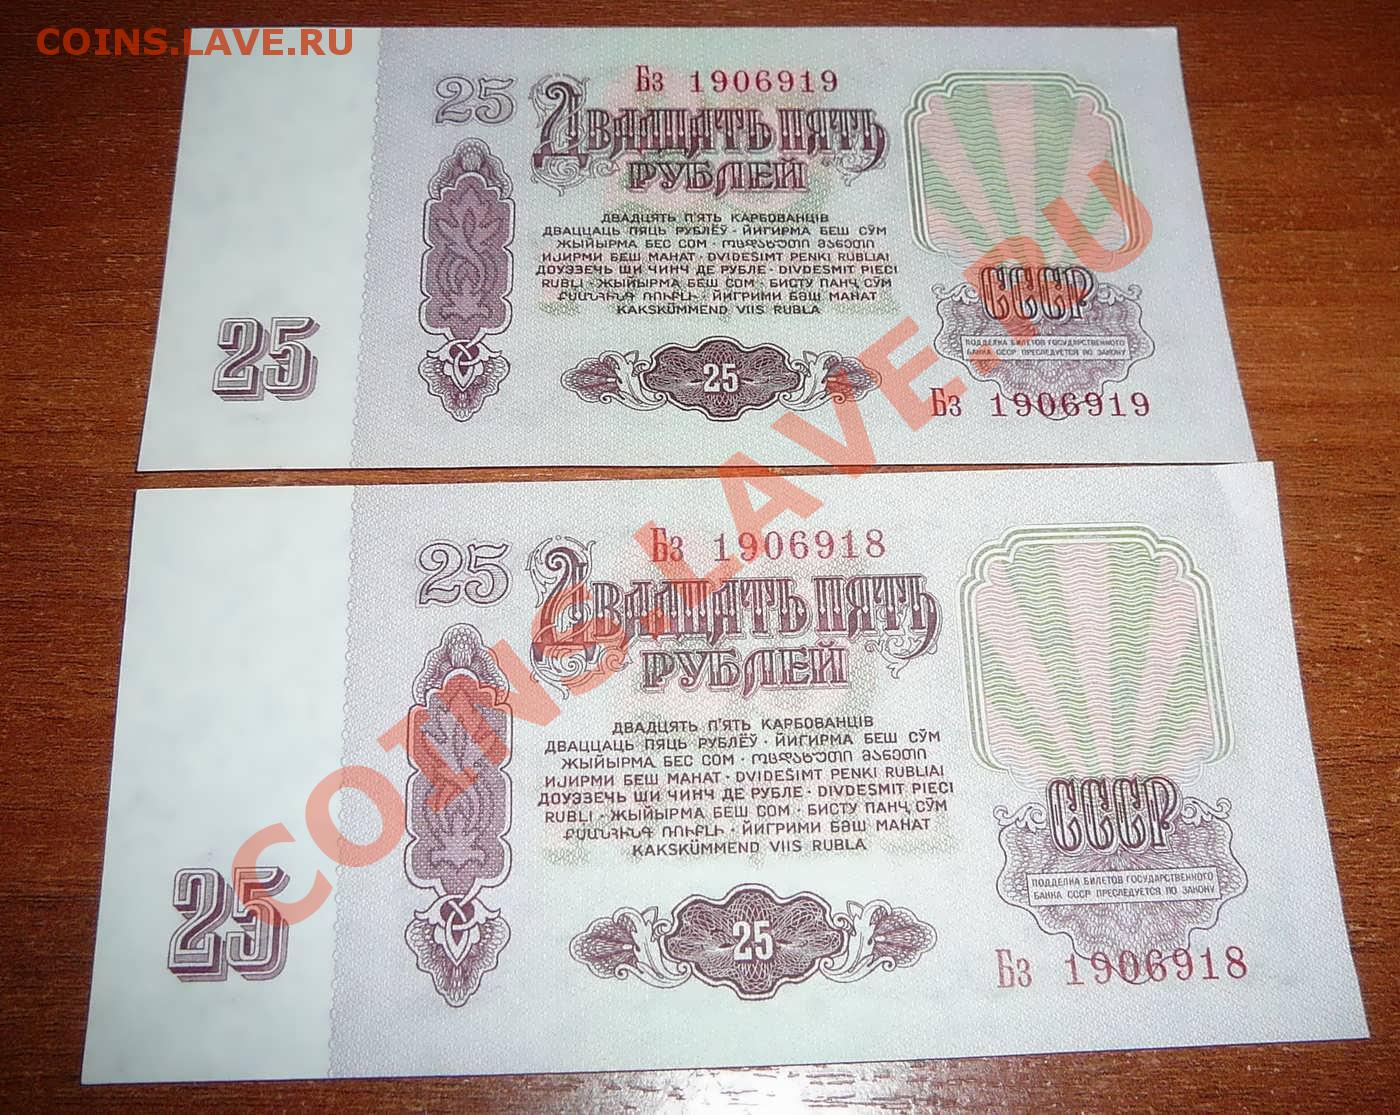 COINS.LAVE.RU
25
Бз 1906919
ДВАДЦАТЬ ПЯТЬ
РУБЛЕЙ
ДВАДЦЯТЬ П'ЯТЬ КАРБОВАНЦІВ
ДВАЦЦАЦЬ ПЯЦЬ РУБЛЁЎ · ЙИГИРМА БЕШ СЎМ
ЖЫЙЫРМА БЕС СОМ · ᲝᲪᲓᲐᲮᲣᲗᲘ ᲛᲐᲜᲔᲗᲘ
ИЈИРМИ БЕШ МАНАТ · DVIDEŠIMT PENKI RUBLIAI
ДОУЭЗЕЧЬ ШИ ЧИНЧ ДЕ РУБЛЕ · DIVDESMIT PIECI
RUBLI · ЖЫЙЫРМА БЕШ СОМ · БИСТУ ПАНҶ СӮМ
ՔՍԱՆՀԻՆԳ ՌՈՒԲԼԻ · ЙИГРИМИ БӘШ МАНАТ
KAKSKÜMMEND VIIS RUBLA
СССР
ПОДДЕЛКА БИЛЕТОВ ГОСУДАРСТВЕННОГО
БАНКА СССР ПРЕСЛЕДУЕТСЯ ПО ЗАКОНУ
25
25
Бз 1906919
25
Бз 1906918
ДВАДЦАТЬ ПЯТЬ
РУБЛЕЙ
ДВАДЦЯТЬ П'ЯТЬ КАРБОВАНЦІВ
ДВАЦЦАЦЬ ПЯЦЬ РУБЛЁЎ · ЙИГИРМА БЕШ СЎМ
ЖЫЙЫРМА БЕС СОМ · ᲝᲪᲓᲐᲮᲣᲗᲘ ᲛᲐᲜᲔᲗᲘ
ИЈИРМИ БЕШ МАНАТ · DVIDEŠIMT PENKI RUBLIAI
ДОУЭЗЕЧЬ ШИ ЧИНЧ ДЕ РУБЛЕ · DIVDESMIT PIECI
RUBLI · ЖЫЙЫРМА БЕШ СОМ · БИСТУ ПАНҶ СӮМ
ՔՍԱՆՀԻՆԳ ՌՈՒԲԼԻ · ЙИГРИМИ БӘШ МАНАТ
KAKSKÜMMEND VIIS RUBLA
СССР
ПОДДЕЛКА БИЛЕТОВ ГОСУДАРСТВЕННОГО
БАНКА СССР ПРЕСЛЕДУЕТСЯ ПО ЗАКОНУ
25
25
Бз 1906918
COINS.LAVE.RU